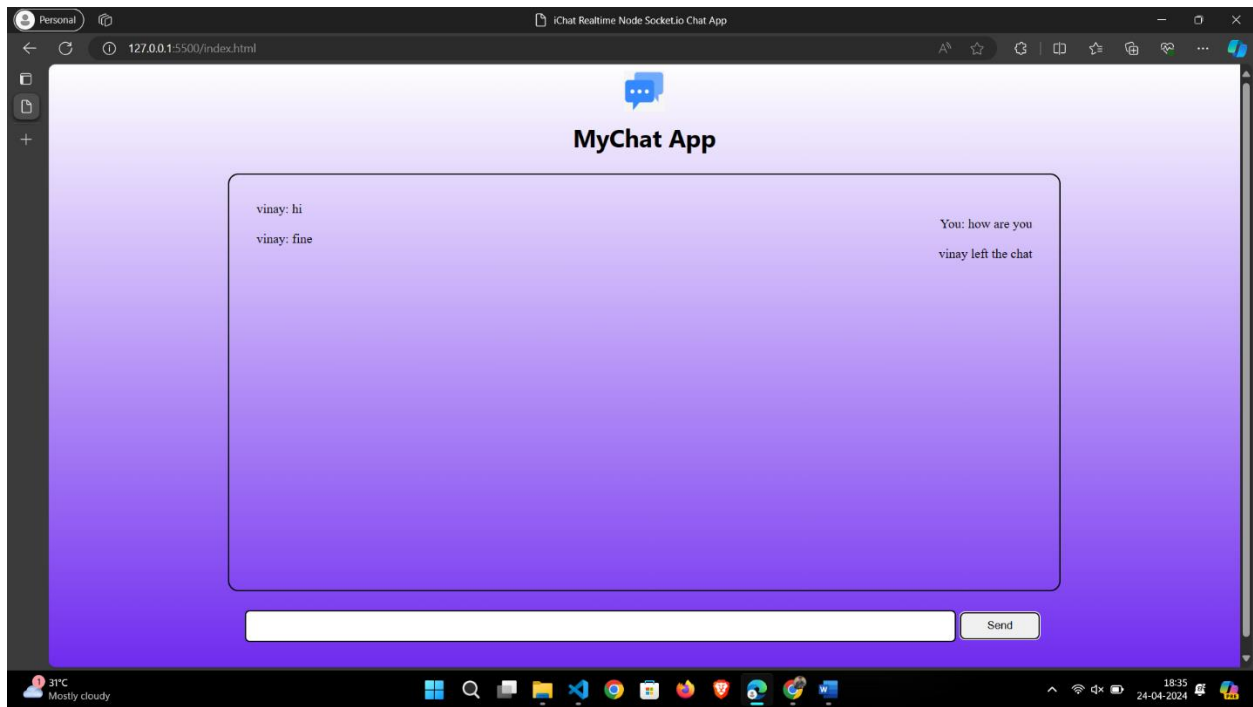 Personal
iChat Realtime Node Socket.io Chat App
127.0.0.1:5500/index.html
MyChat App
vinay: hi
You: how are you
vinay: fine
vinay left the chat
Send
1
31°C
Mostly cloudy
18:35
24-04-2024